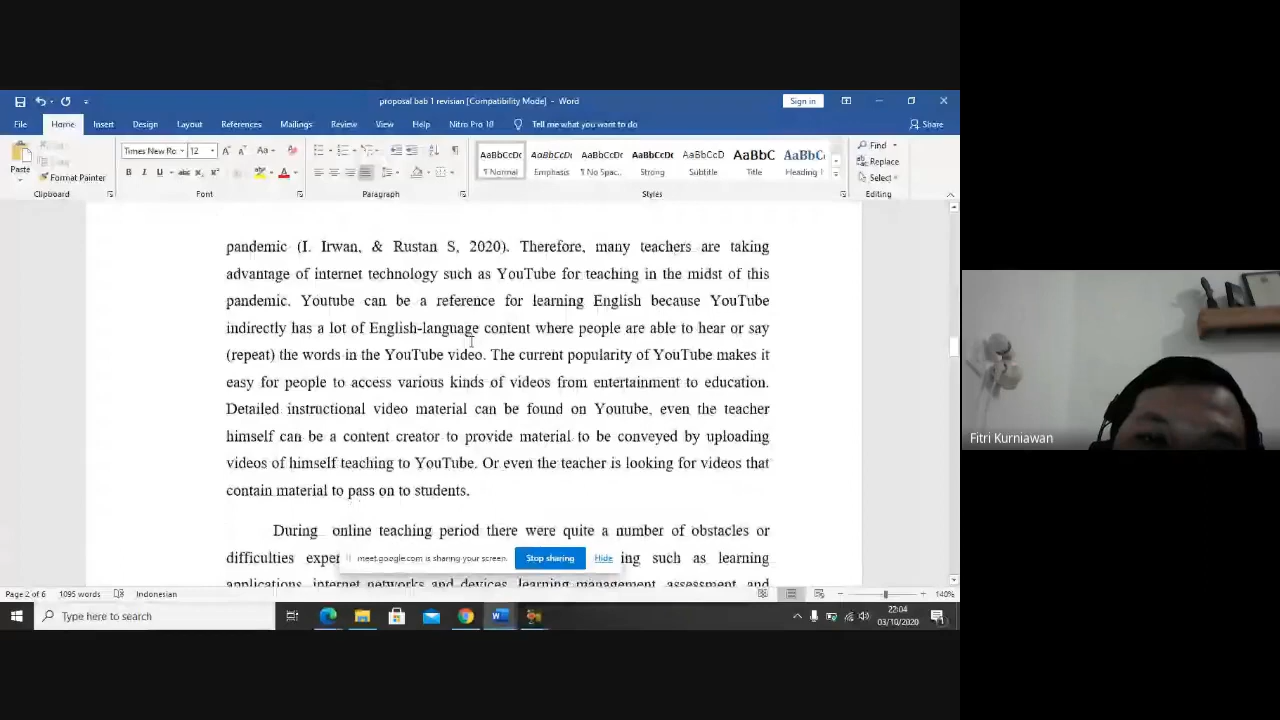 proposal bab 1 revisian [Compatibility Mode] - Word
Sign in
File Home Insert Design Layout References Mailings Review View Help Nitro Pro 10 Tell me what you want to do Share
Paste
Format Painter
Clipboard
Times New Ro 12
Font
Paragraph
AaBbCcDc AaBbCcDc AaBbCcDc AaBbCcDc AaBbCcD AaBbC AaBbC
¶ Normal Emphasis ¶ No Spac... Strong Subtitle Title Heading
Styles
Find
Replace
Select
Editing
pandemic (I. Irwan, & Rustan S, 2020). Therefore, many teachers are taking
advantage of internet technology such as YouTube for teaching in the midst of this
pandemic. Youtube can be a reference for learning English because YouTube
indirectly has a lot of English-language content where people are able to hear or say
(repeat) the words in the YouTube video. The current popularity of YouTube makes it
easy for people to access various kinds of videos from entertainment to education.
Detailed instructional video material can be found on Youtube, even the teacher
himself can be a content creator to provide material to be conveyed by uploading
videos of himself teaching to YouTube. Or even the teacher is looking for videos that
contain material to pass on to students.
During online teaching period there were quite a number of obstacles or
difficulties exper ing such as learning
applications, internet networks and devices, learning management, assessment, and
meet.google.com is sharing your screen. Stop sharing Hide
Page 2 of 6 1095 words Indonesian 140%
Type here to search
22:04
03/10/2020
Fitri Kurniawan